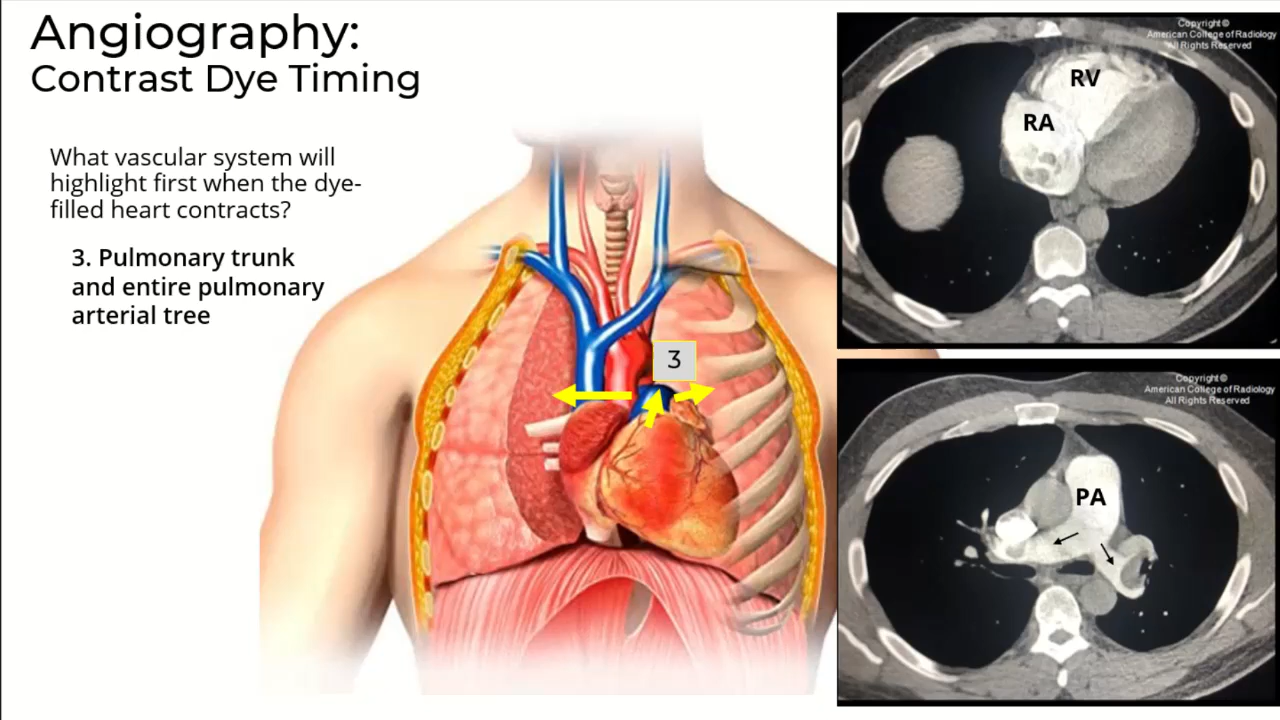 Angiography:
Contrast Dye Timing
What vascular system will
highlight first when the dye-
filled heart contracts?
3. Pulmonary trunk
and entire pulmonary
arterial tree
3
Copyright ©
American College of Radiology
All Rights Reserved
RV
RA
Copyright ©
American College of Radiology
All Rights Reserved
PA